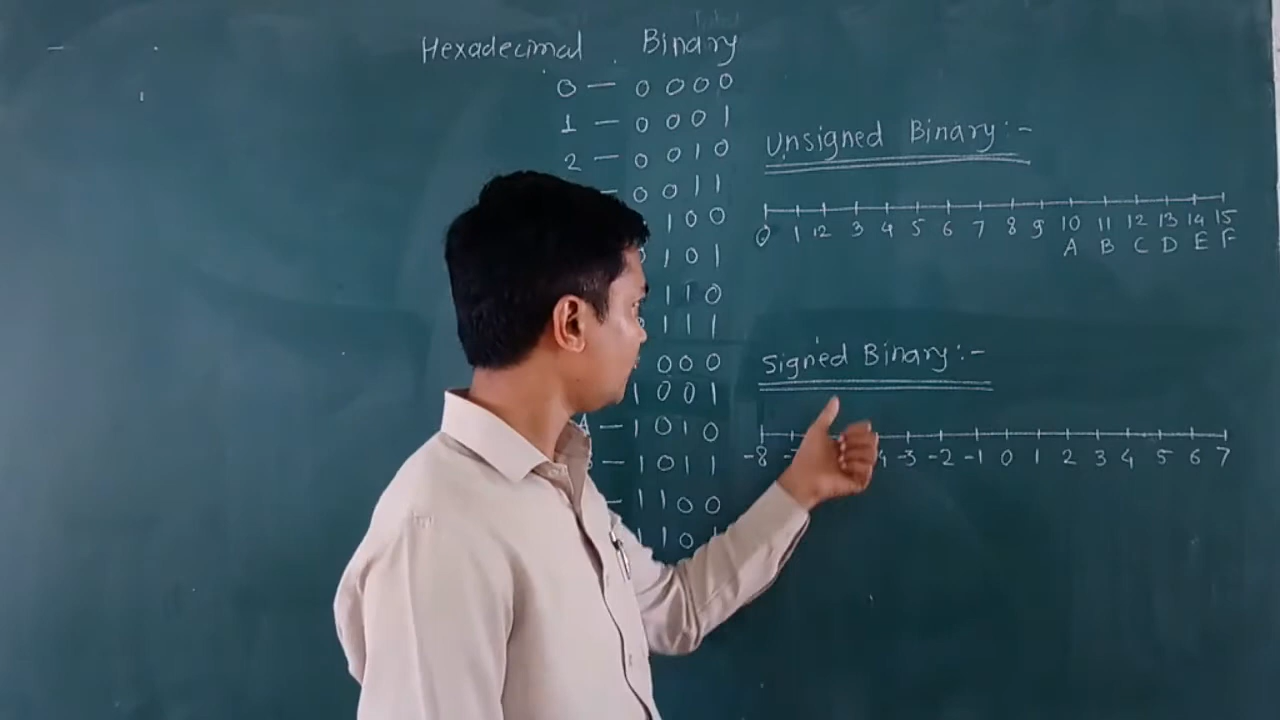 Hexadecimal Binary
0 — 0 0 0 0
1 — 0 0 0 1
2 — 0 0 1 0
— 0 0 1 1
1 0 0
1 0 1
1 1 0
1 1 1
0 0 0
1 0 0 1
A — 1 0 1 0
— 1 0 1 1
— 1 1 0 0
1 1 0 1
Unsigned Binary :-
0 1 2 3 4 5 6 7 8 9 10 11 12 13 14 15
A B C D E F
Signed Binary :-
-8 -3 -2 -1 0 1 2 3 4 5 6 7